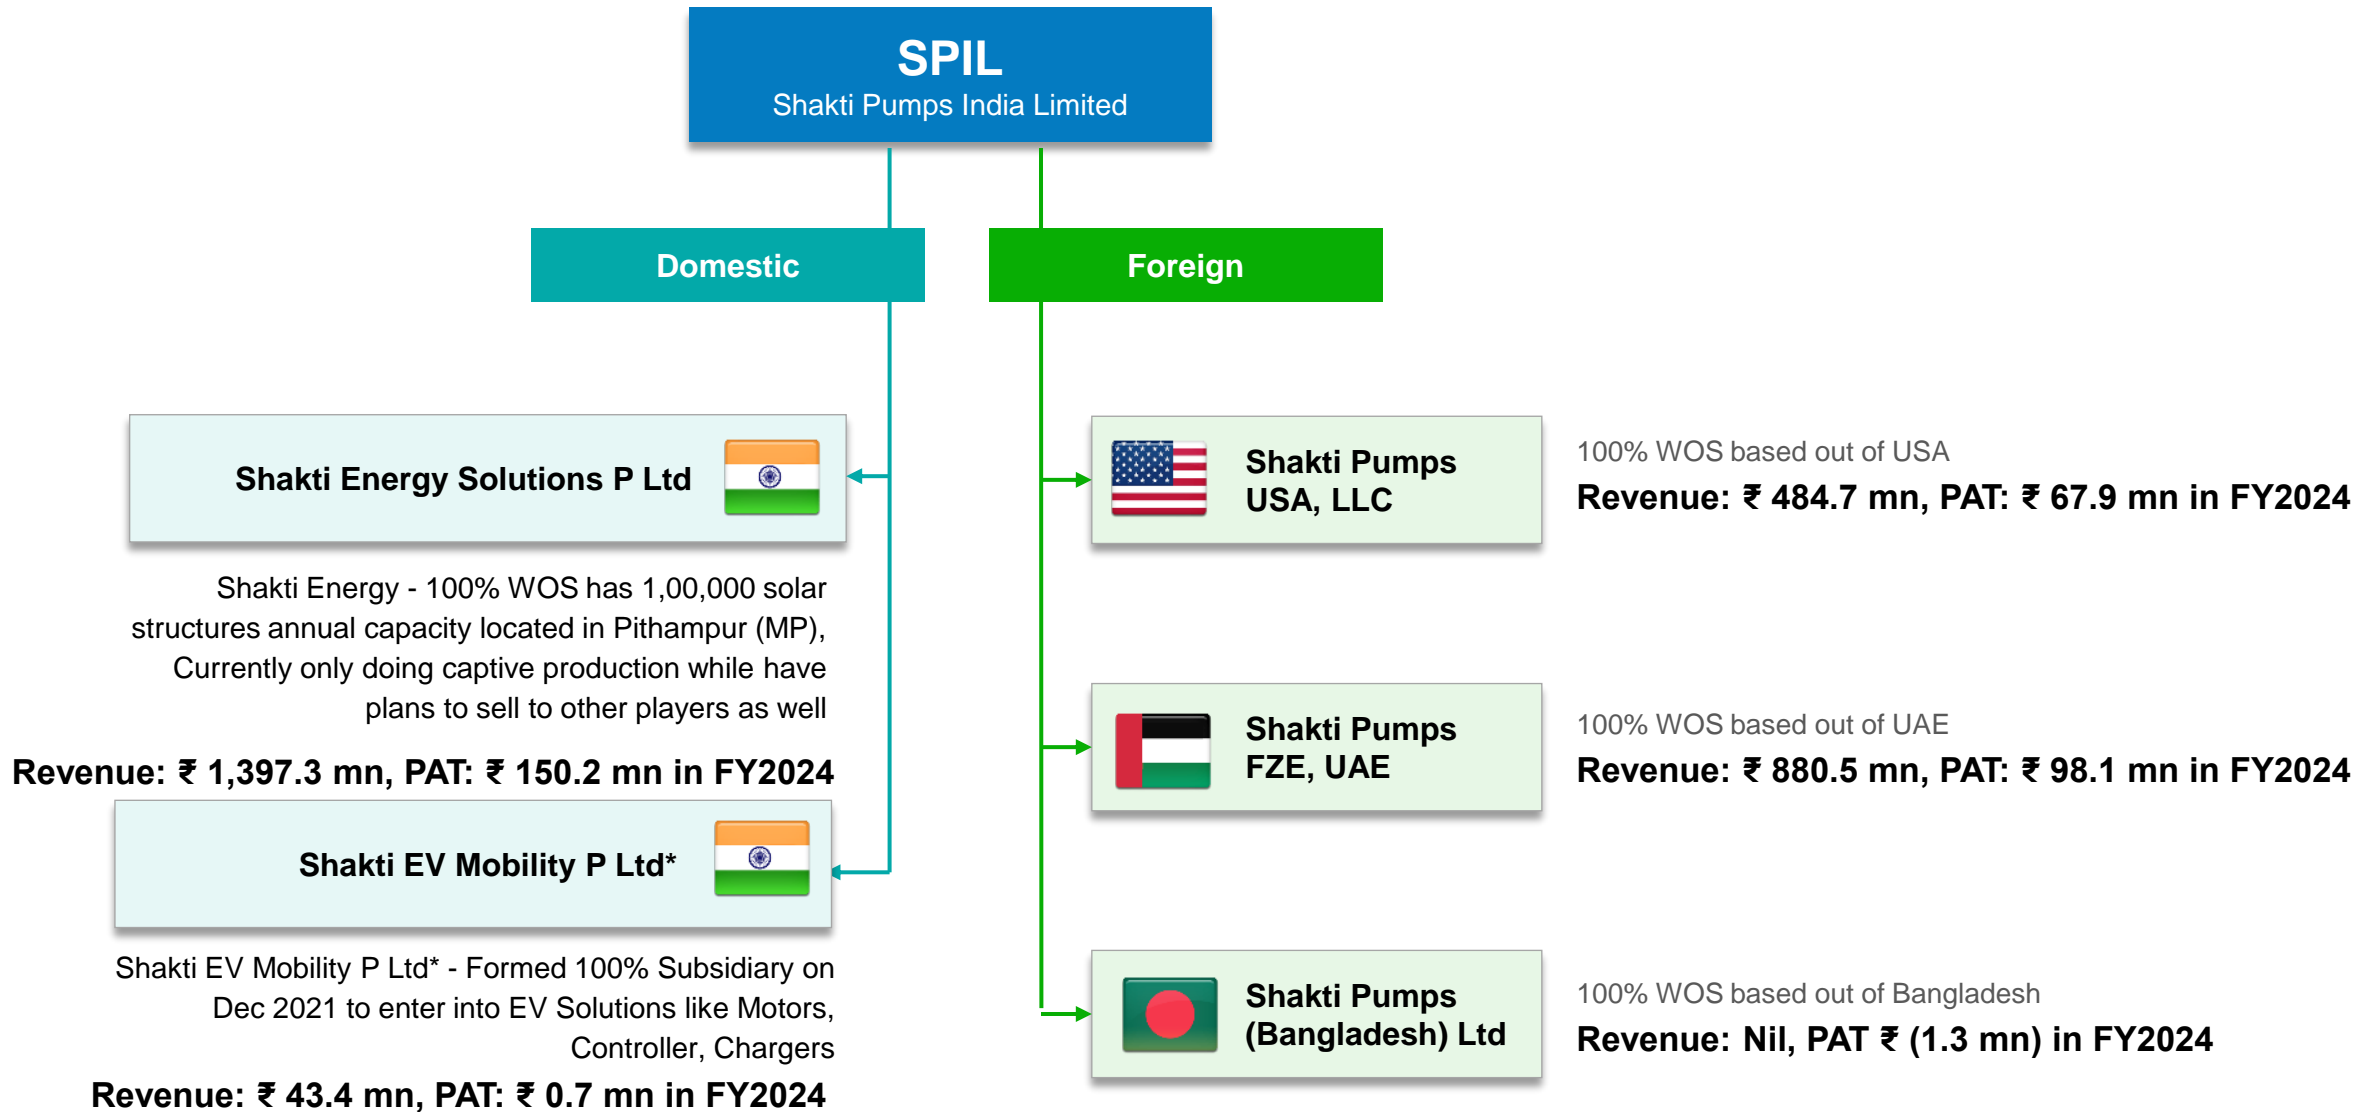 SPIL
Shakti Pumps India Limited
Domestic
Foreign
Shakti Energy Solutions P Ltd
Shakti Energy - 100% WOS has 1,00,000 solar
structures annual capacity located in Pithampur (MP),
Currently only doing captive production while have
plans to sell to other players as well
Revenue: ₹ 1,397.3 mn, PAT: ₹ 150.2 mn in FY2024
Shakti EV Mobility P Ltd*
Shakti EV Mobility P Ltd* - Formed 100% Subsidiary on
Dec 2021 to enter into EV Solutions like Motors,
Controller, Chargers
Revenue: ₹ 43.4 mn, PAT: ₹ 0.7 mn in FY2024
Shakti Pumps
USA, LLC
100% WOS based out of USA
Revenue: ₹ 484.7 mn, PAT: ₹ 67.9 mn in FY2024
Shakti Pumps
FZE, UAE
100% WOS based out of UAE
Revenue: ₹ 880.5 mn, PAT: ₹ 98.1 mn in FY2024
Shakti Pumps
(Bangladesh) Ltd
100% WOS based out of Bangladesh
Revenue: Nil, PAT ₹ (1.3 mn) in FY2024